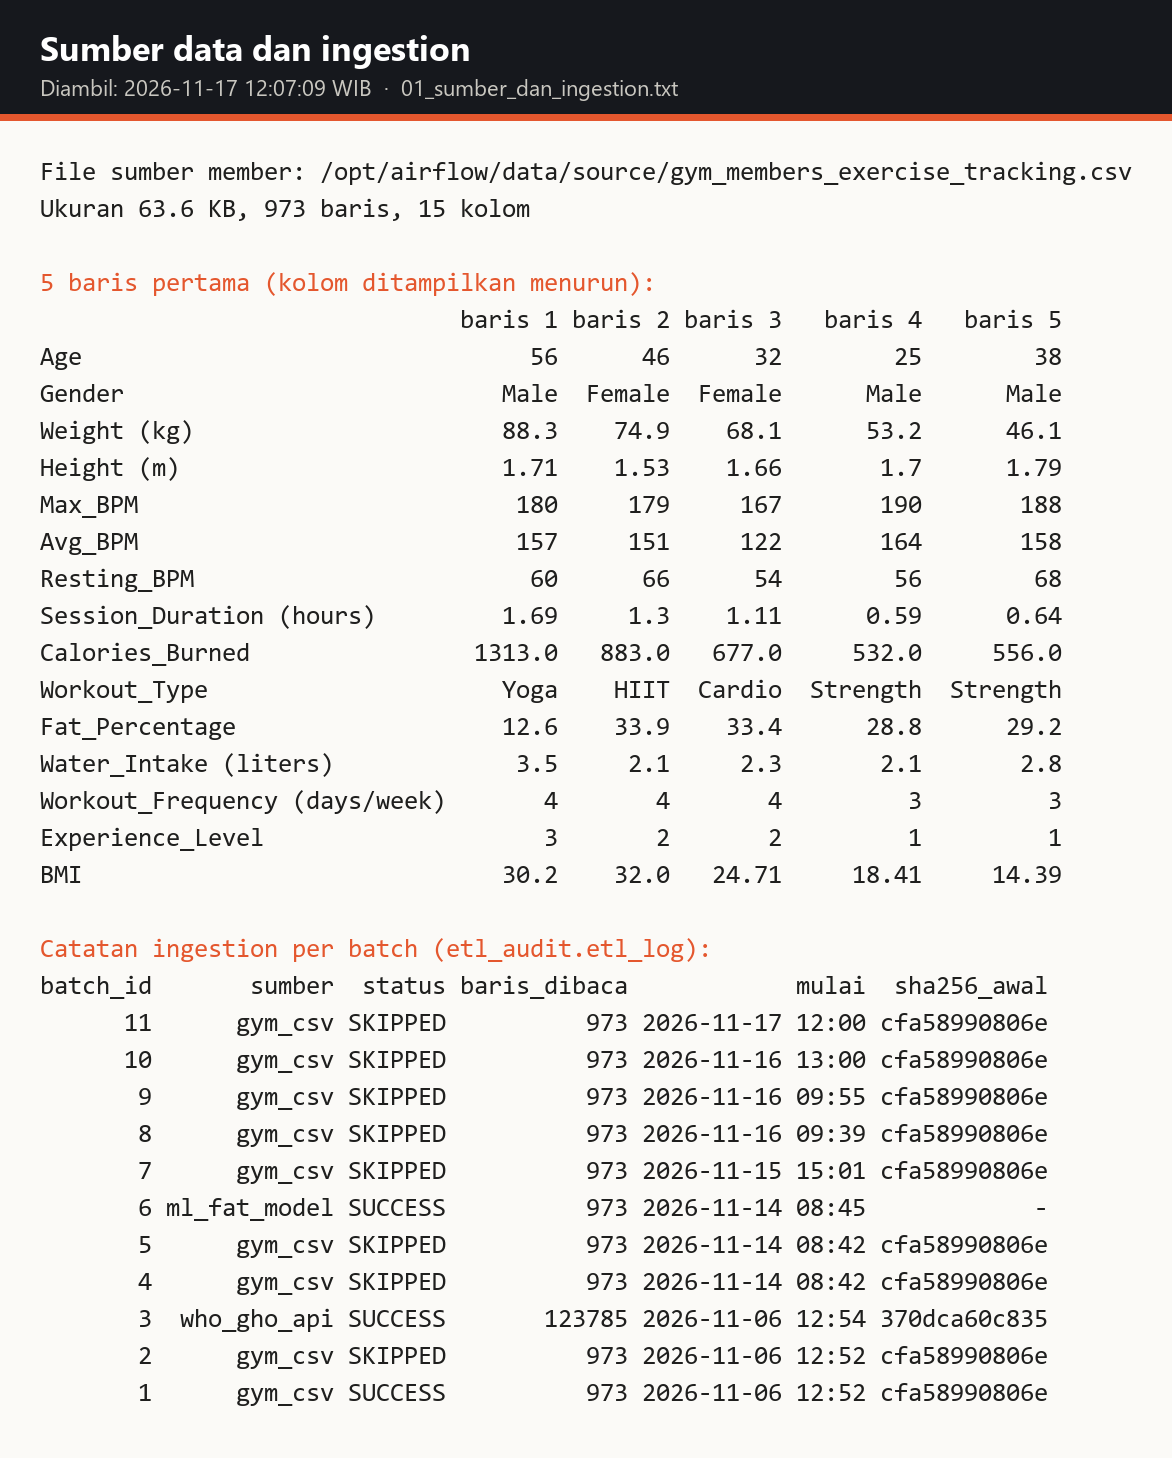 Sumber data dan ingestion
Diambil: 2026-11-17 12:07:09 WIB · 01_sumber_dan_ingestion.txt
File sumber member: /opt/airflow/data/source/gym_members_exercise_tracking.csv
Ukuran 63.6 KB, 973 baris, 15 kolom
5 baris pertama (kolom ditampilkan menurun):
baris 1 baris 2 baris 3 baris 4 baris 5
Age 56 46 32 25 38
Gender Male Female Female Male Male
Weight (kg) 88.3 74.9 68.1 53.2 46.1
Height (m) 1.71 1.53 1.66 1.7 1.79
Max_BPM 180 179 167 190 188
Avg_BPM 157 151 122 164 158
Resting_BPM 60 66 54 56 68
Session_Duration (hours) 1.69 1.3 1.11 0.59 0.64
Calories_Burned 1313.0 883.0 677.0 532.0 556.0
Workout_Type Yoga HIIT Cardio Strength Strength
Fat_Percentage 12.6 33.9 33.4 28.8 29.2
Water_Intake (liters) 3.5 2.1 2.3 2.1 2.8
Workout_Frequency (days/week) 4 4 4 3 3
Experience_Level 3 2 2 1 1
BMI 30.2 32.0 24.71 18.41 14.39
Catatan ingestion per batch (etl_audit.etl_log):
batch_id sumber status baris_dibaca mulai sha256_awal
11 gym_csv SKIPPED 973 2026-11-17 12:00 cfa58990806e
10 gym_csv SKIPPED 973 2026-11-16 13:00 cfa58990806e
9 gym_csv SKIPPED 973 2026-11-16 09:55 cfa58990806e
8 gym_csv SKIPPED 973 2026-11-16 09:39 cfa58990806e
7 gym_csv SKIPPED 973 2026-11-15 15:01 cfa58990806e
6 ml_fat_model SUCCESS 973 2026-11-14 08:45 -
5 gym_csv SKIPPED 973 2026-11-14 08:42 cfa58990806e
4 gym_csv SKIPPED 973 2026-11-14 08:42 cfa58990806e
3 who_gho_api SUCCESS 123785 2026-11-06 12:54 370dca60c835
2 gym_csv SKIPPED 973 2026-11-06 12:52 cfa58990806e
1 gym_csv SUCCESS 973 2026-11-06 12:52 cfa58990806e